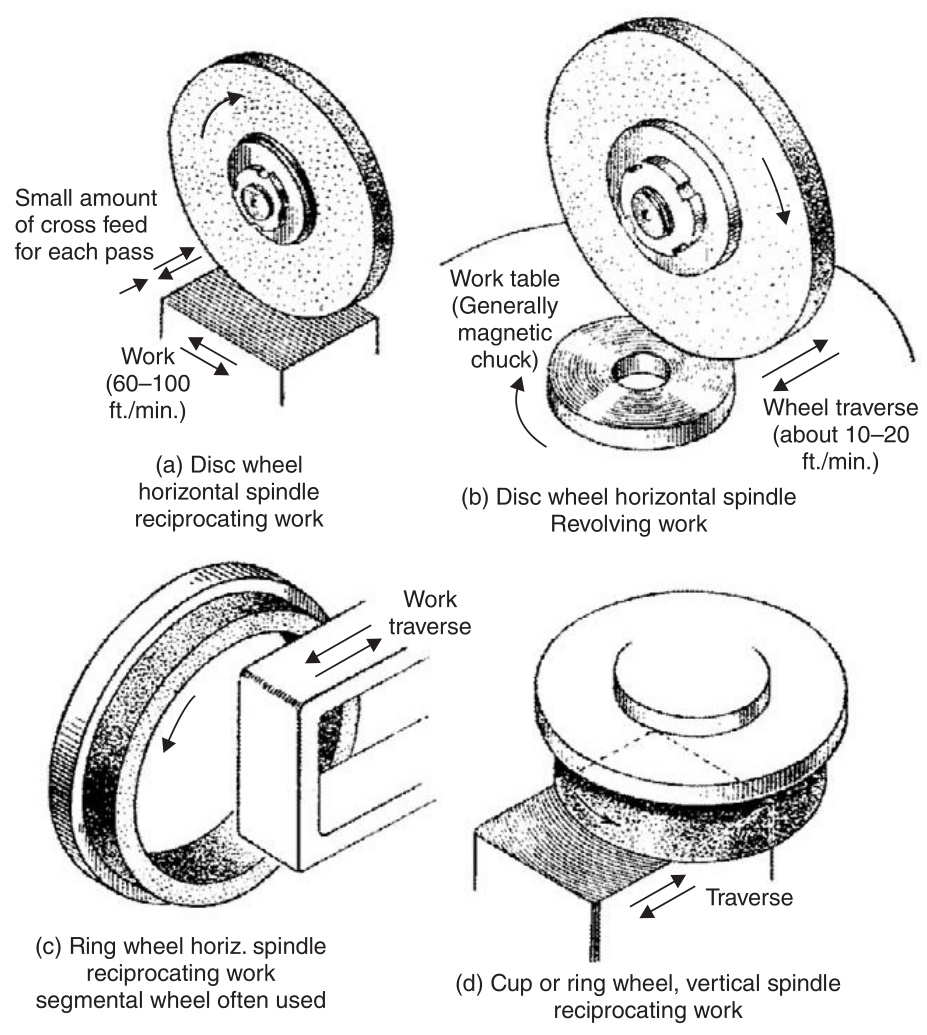 Small amount
of cross feed
for each pass
Work
(60–100
ft./min.)
(a) Disc wheel
horizontal spindle
reciprocating work
Work table
(Generally
magnetic
chuck)
Wheel traverse
(about 10–20
ft./min.)
(b) Disc wheel horizontal spindle
Revolving work
Work
traverse
(c) Ring wheel horiz. spindle
reciprocating work
segmental wheel often used
Traverse
(d) Cup or ring wheel, vertical spindle
reciprocating work